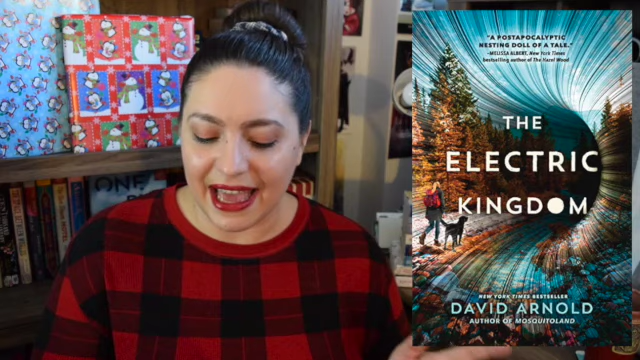 "A POSTAPOCALYPTIC
NESTING DOLL OF A TALE."
—MELISSA ALBERT, New York Times
bestselling author of The Hazel Wood
THE
ELECTRIC
KINGDOM
NEW YORK TIMES BESTSELLER
DAVID ARNOLD
AUTHOR OF MOSQUITOLAND
ONE